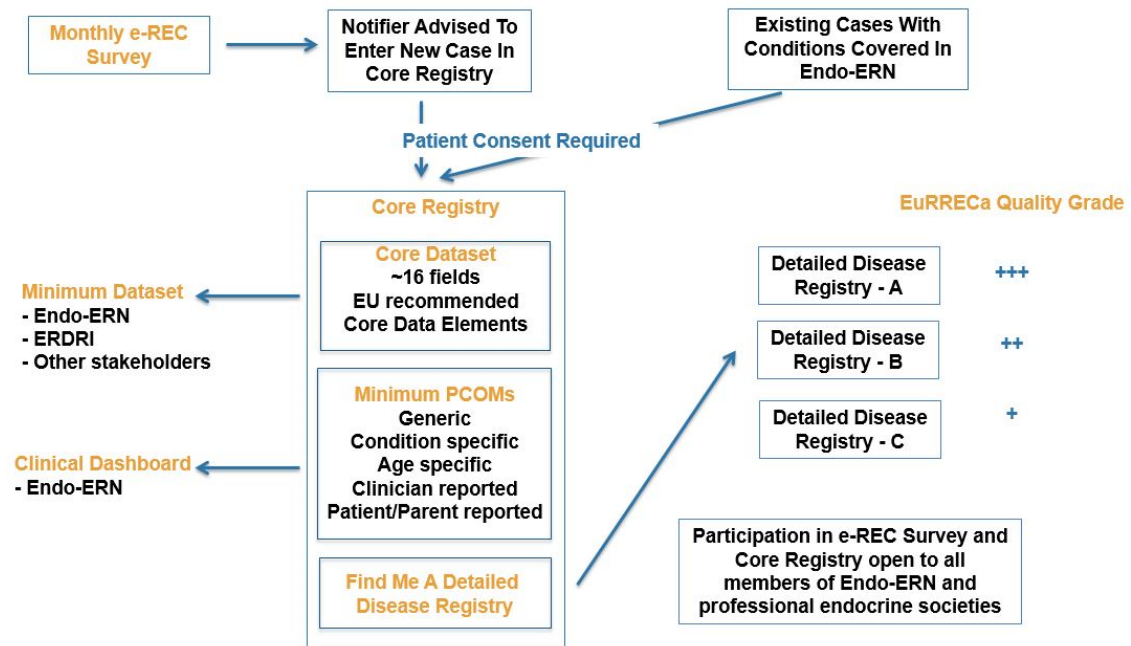 Monthly e-REC
Survey
Notifier Advised To
Enter New Case In
Core Registry
Existing Cases With
Conditions Covered In
Endo-ERN
Patient Consent Required
Core Registry
Core Dataset
~16 fields
EU recommended
Core Data Elements
Minimum Dataset
- Endo-ERN
- ERDRI
- Other stakeholders
Minimum PCOMs
Generic
Condition specific
Age specific
Clinician reported
Patient/Parent reported
Clinical Dashboard
- Endo-ERN
Find Me A Detailed
Disease Registry
EuRRECa Quality Grade
Detailed Disease
Registry - A
+++
Detailed Disease
Registry - B
++
Detailed Disease
Registry - C
+
Participation in e-REC Survey and
Core Registry open to all
members of Endo-ERN and
professional endocrine societies